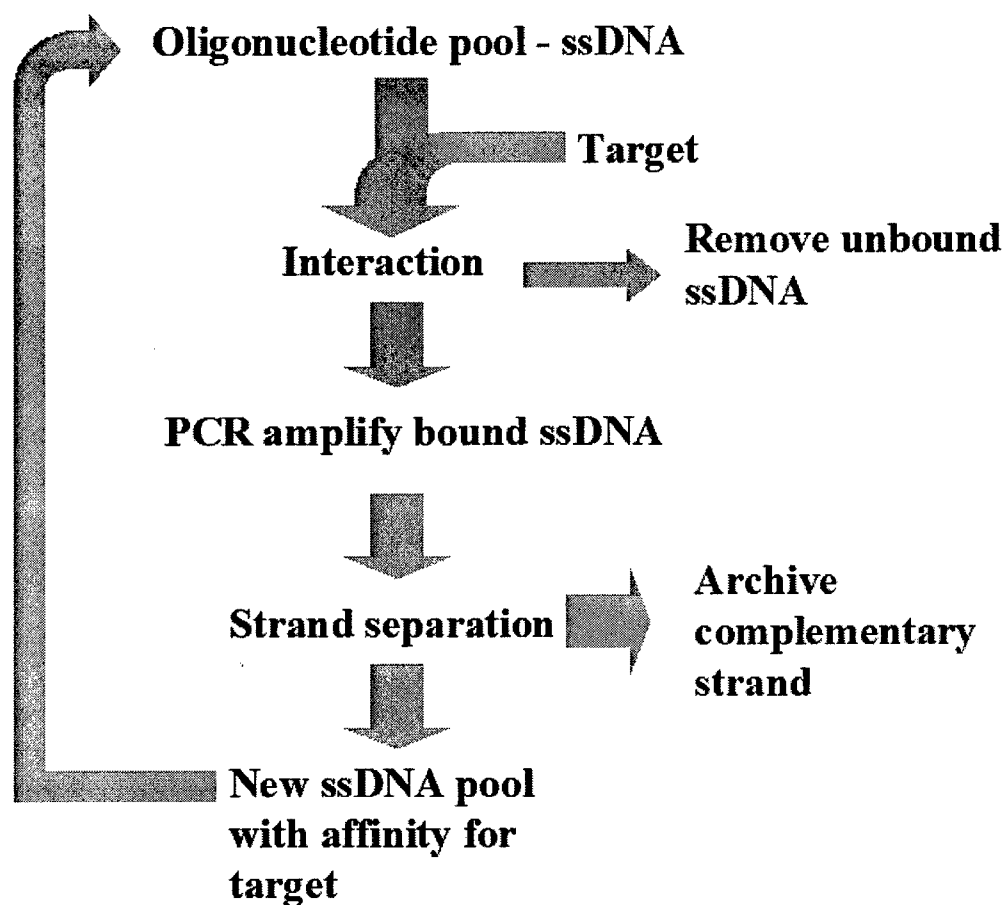 Oligonucleotide pool - ssDNA
Target
Interaction
Remove unbound
ssDNA
PCR amplify bound ssDNA
Strand separation
Archive
complementary
strand
New ssDNA pool
with affinity for
target